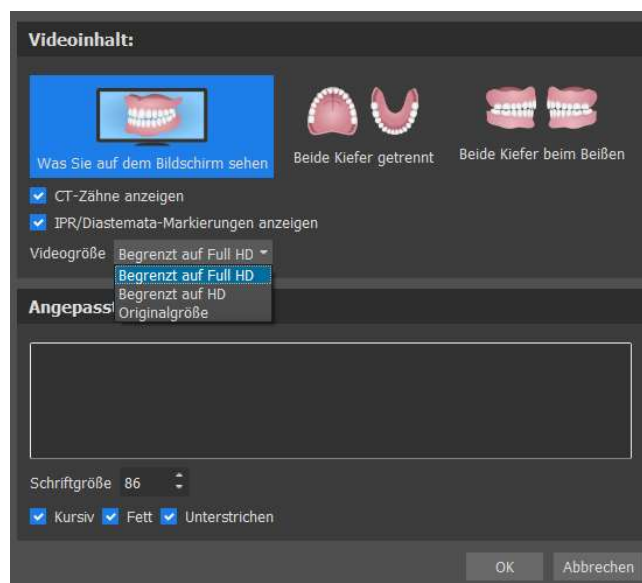 Videoinhalt:
Was Sie auf dem Bildschirm sehen
Beide Kiefer getrennt
Beide Kiefer beim Beißen
CT-Zähne anzeigen
IPR/Diastemata-Markierungen anzeigen
Videogröße Begrenzt auf Full HD
Begrenzt auf Full HD
Begrenzt auf HD
Originalgröße
Schriftgröße 86
Kursiv Fett Unterstrichen
OK Abbrechen